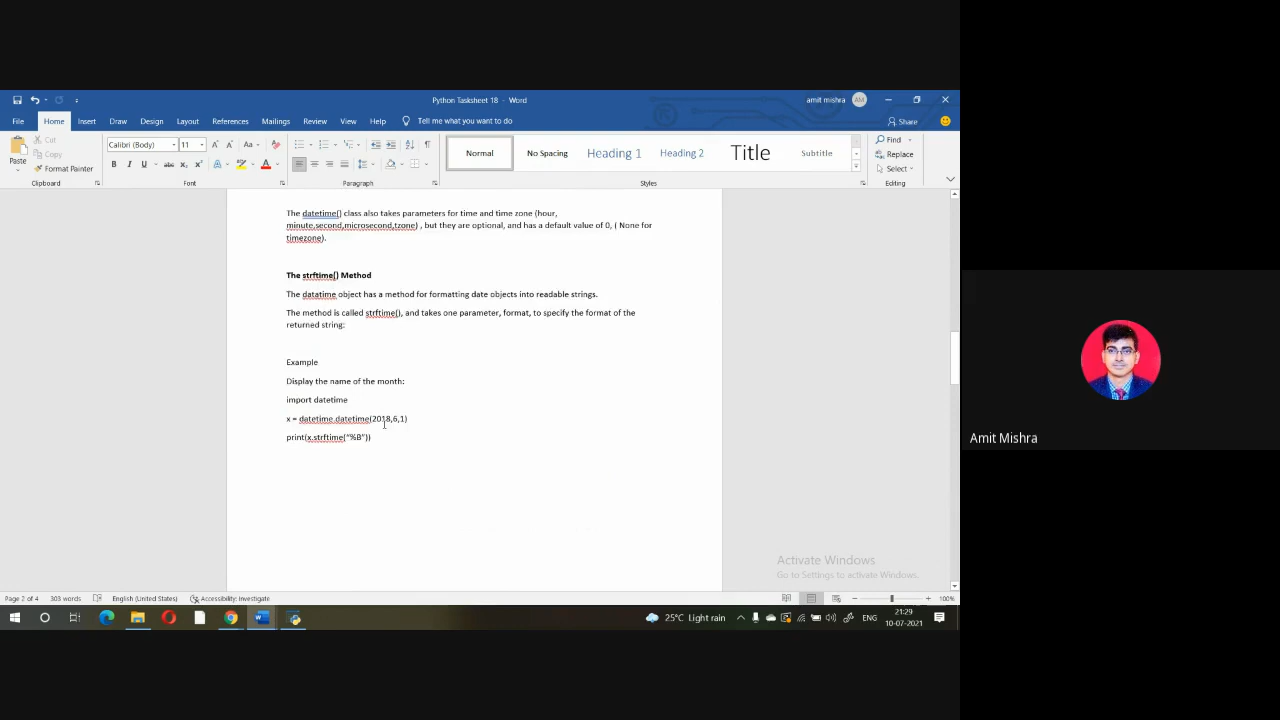 Python Tasksheet 18 - Word
amit mishra AM
File Home Insert Draw Design Layout References Mailings Review View Help Tell me what you want to do Share
Paste Cut Copy Format Painter
Calibri (Body) 11
Normal No Spacing Heading 1 Heading 2 Title Subtitle
Find Replace Select
Clipboard Font Paragraph Styles Editing
The datetime() class also takes parameters for time and time zone (hour,
minute,second,microsecond,tzone) , but they are optional, and has a default value of 0, ( None for
timezone).
The strftime() Method
The datatime object has a method for formatting date objects into readable strings.
The method is called strftime(), and takes one parameter, format, to specify the format of the
returned string:
Example
Display the name of the month:
import datetime
x = datetime.datetime(2018,6,1)
print(x.strftime("%B"))
Amit Mishra
Activate Windows
Go to Settings to activate Windows.
Page 2 of 4 303 words English (United States) Accessibility: Investigate 100%
25°C Light rain ENG 21:29
10-07-2021